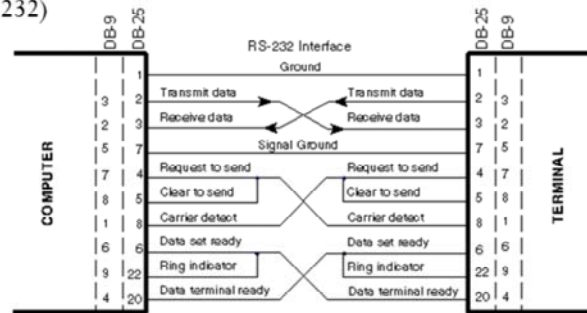 232)
DB-9 DB-25 DB-25 DB-9
RS-232 Interface
Ground
1 1
Transmit data Transmit data
3 2 2 3
Receive data Receive data
2 3 3 2
Signal Ground
5 7 7 5
Request to send Request to send
7 4 4 7
Clear to send Clear to send
8 5 5 8
Carrier detect Carrier detect
1 8 8 1
Data set ready Data set ready
6 6 6 6
Ring indicator Ring indicator
9 22 22 9
Data terminal ready Data terminal ready
4 20 20 4
COMPUTER
TERMINAL